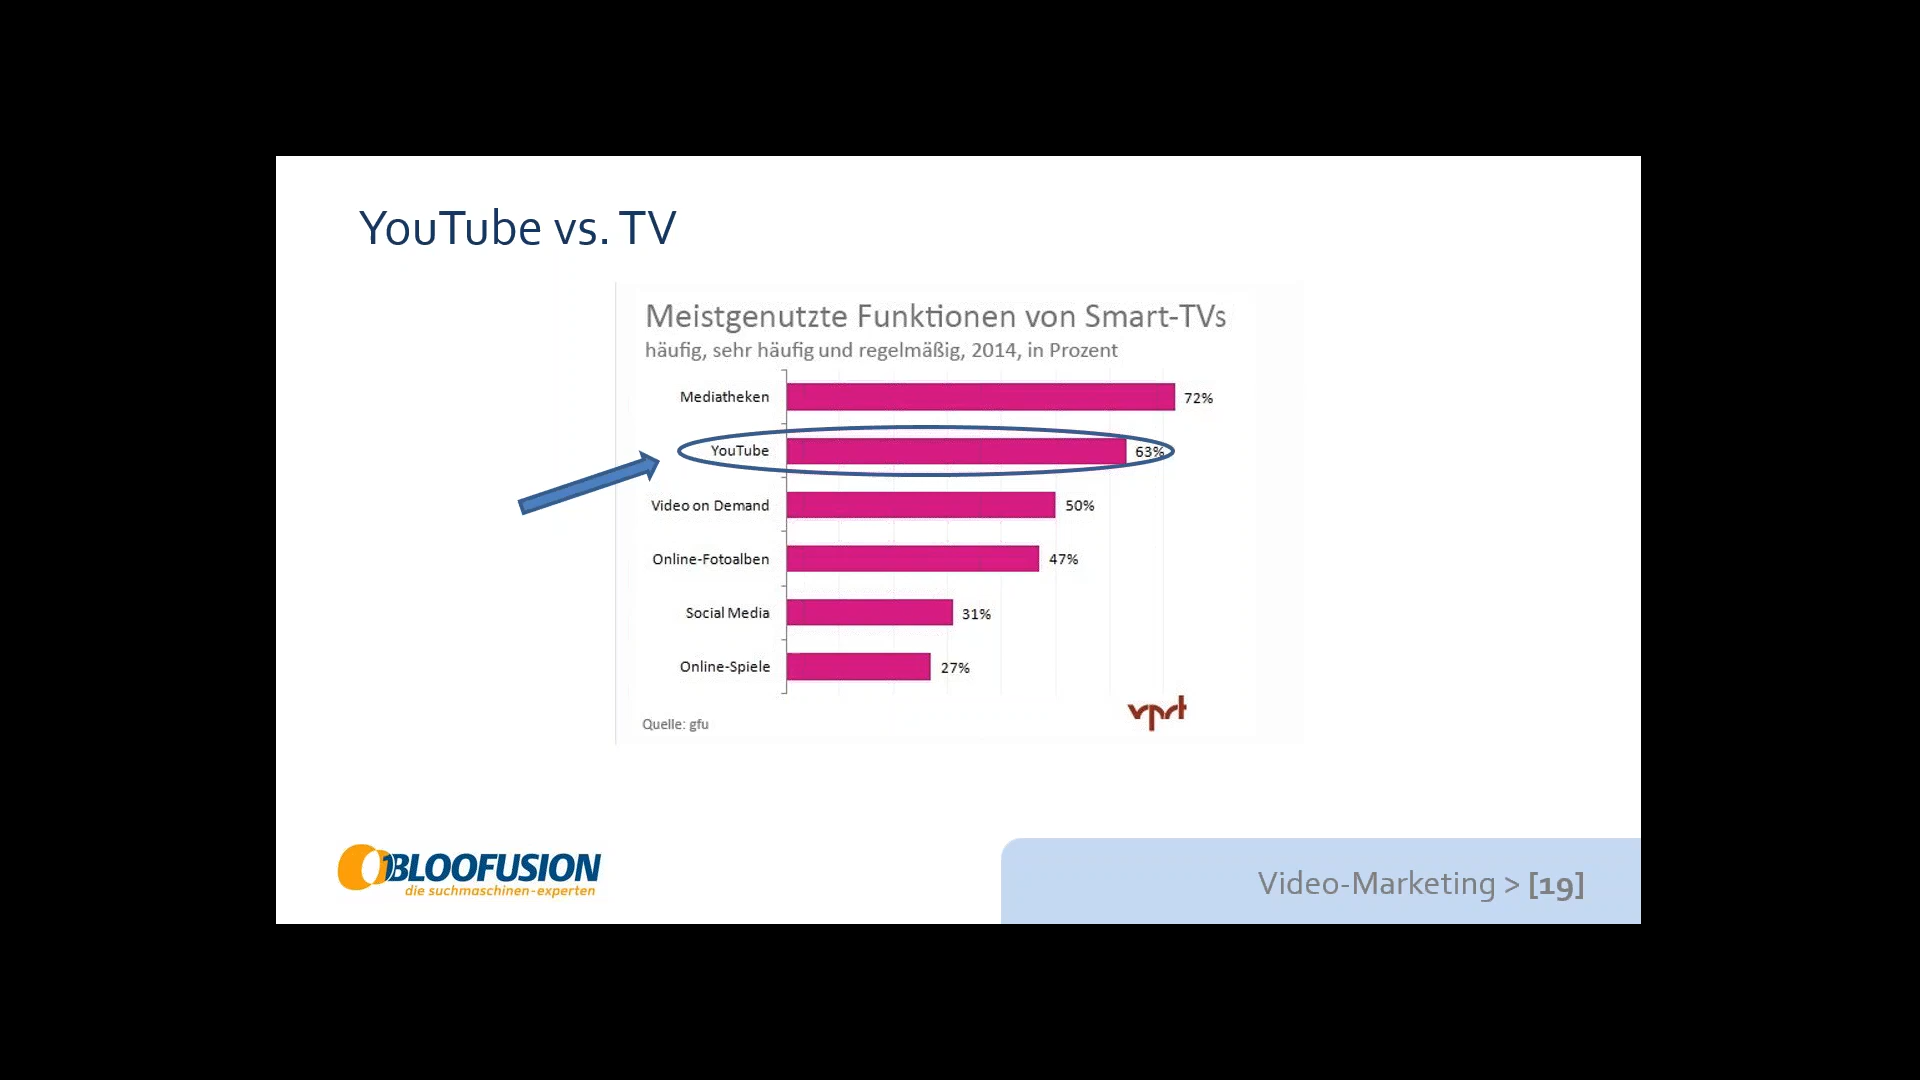 YouTube vs. TV
Meistgenutzte Funktionen von Smart-TVs
häufig, sehr häufig und regelmäßig, 2014, in Prozent
Mediatheken 72%
YouTube 63%
Video on Demand 50%
Online-Fotoalben 47%
Social Media 31%
Online-Spiele 27%
Quelle: gfu
vprt
BLOOFUSION
die suchmaschinen-experten
Video-Marketing > [19]